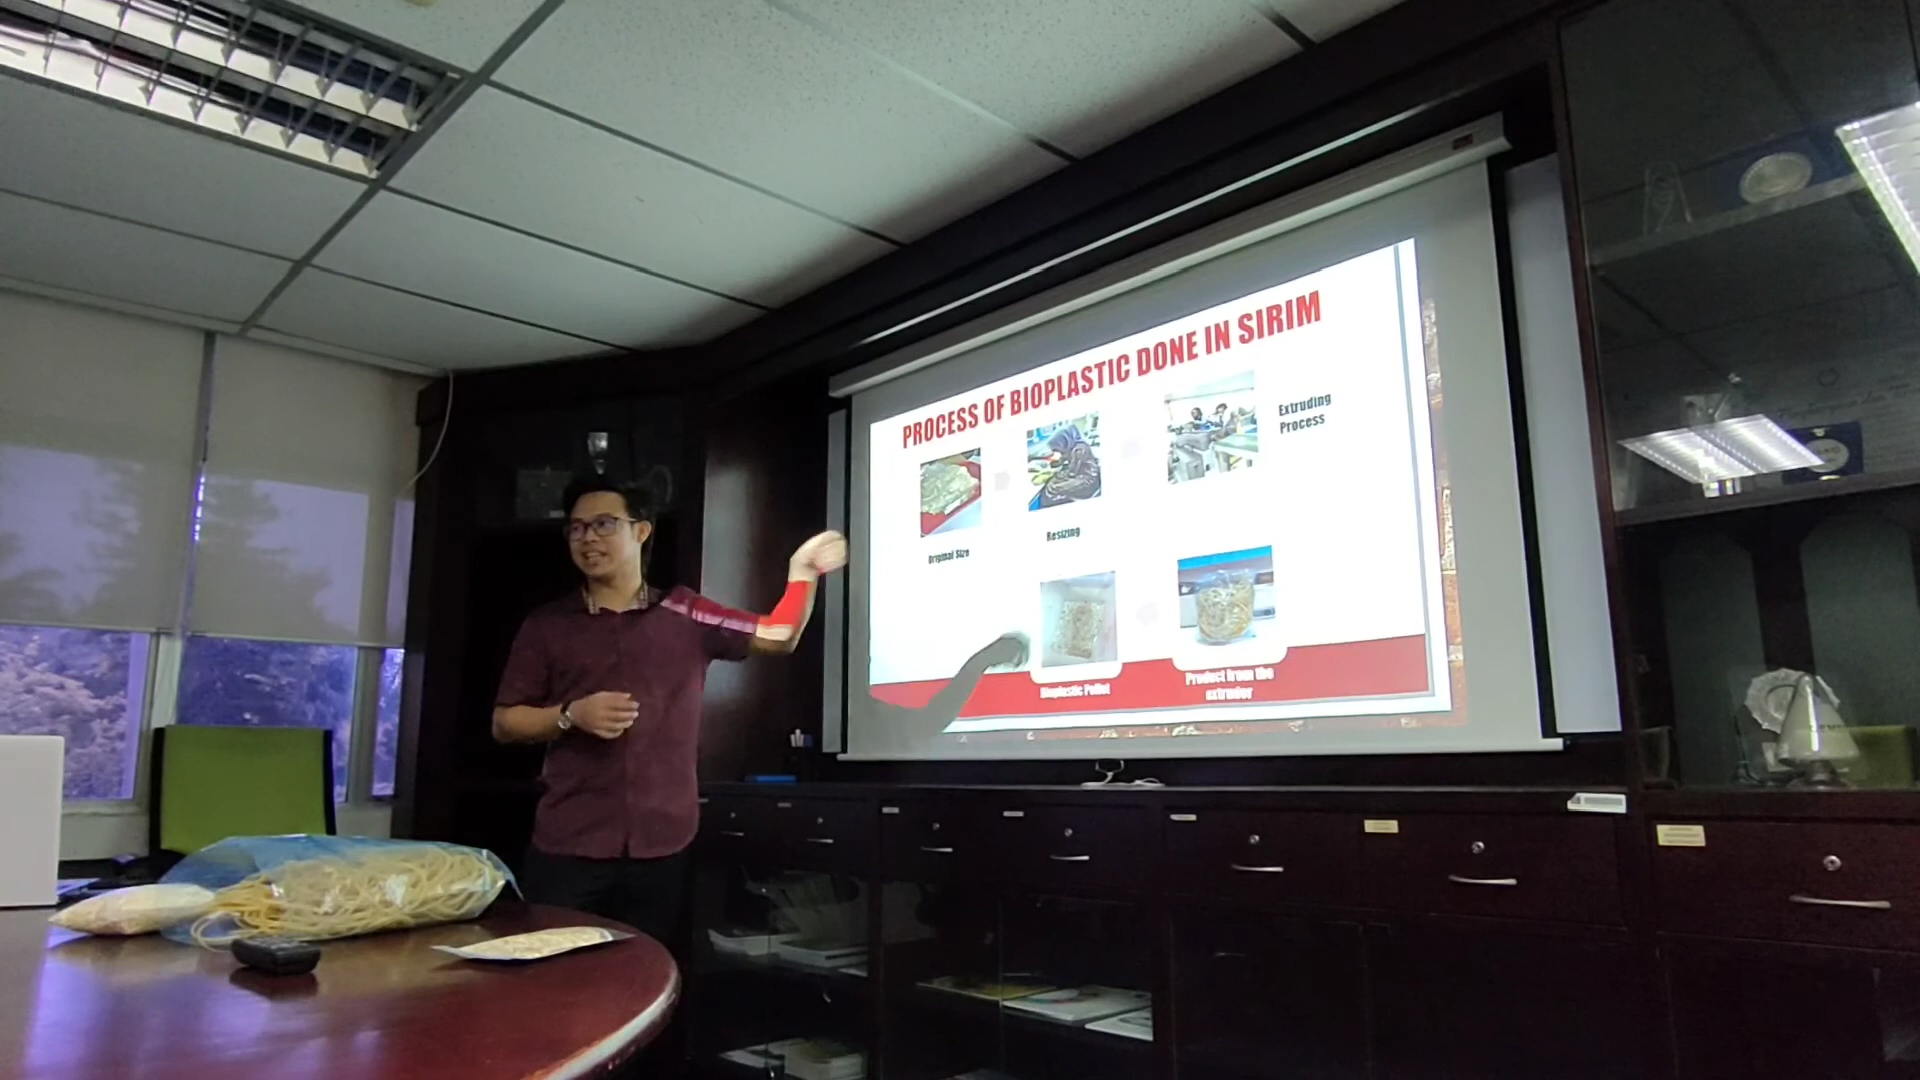 PROCESS OF BIOPLASTIC DONE IN SIRIM
Original Size
Resizing
Extruding
Process
Bioplastic Pellet
Product from the
extruder